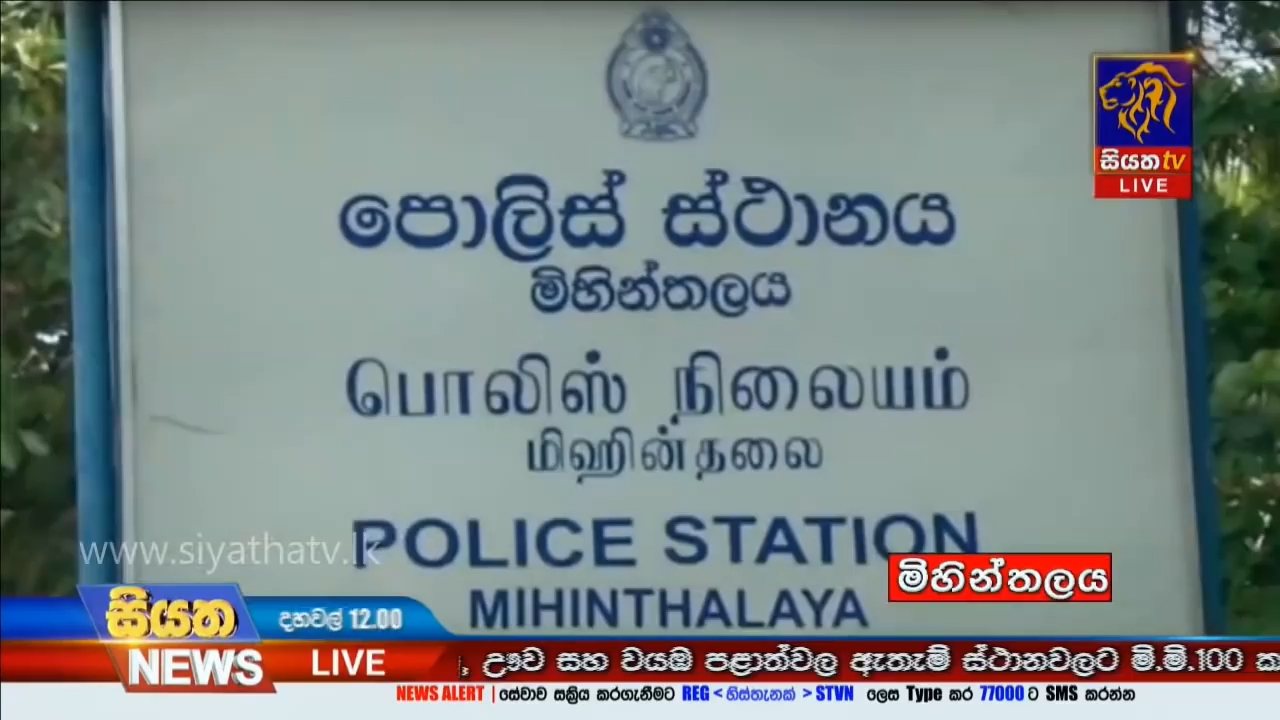 සියත tv
LIVE
පොලිස් ස්ථානය
මිහින්තලය
பொலிஸ் நிலையம்
மிஹின்தலை
POLICE STATION
MIHINTHALAYA
www.siyathatv.lk
මිහින්තලය
සියත
දහවල් 12.00
NEWS
LIVE
, ඌව සහ වයඹ පළාත්වල ඇතැම් ස්ථානවලට මි.මි.100 ක
NEWS ALERT | සේවාව සක්‍රිය කරගැනීමට REG < හිස්තැනක් > STVN ලෙස Type කර 77000 ට SMS කරන්න